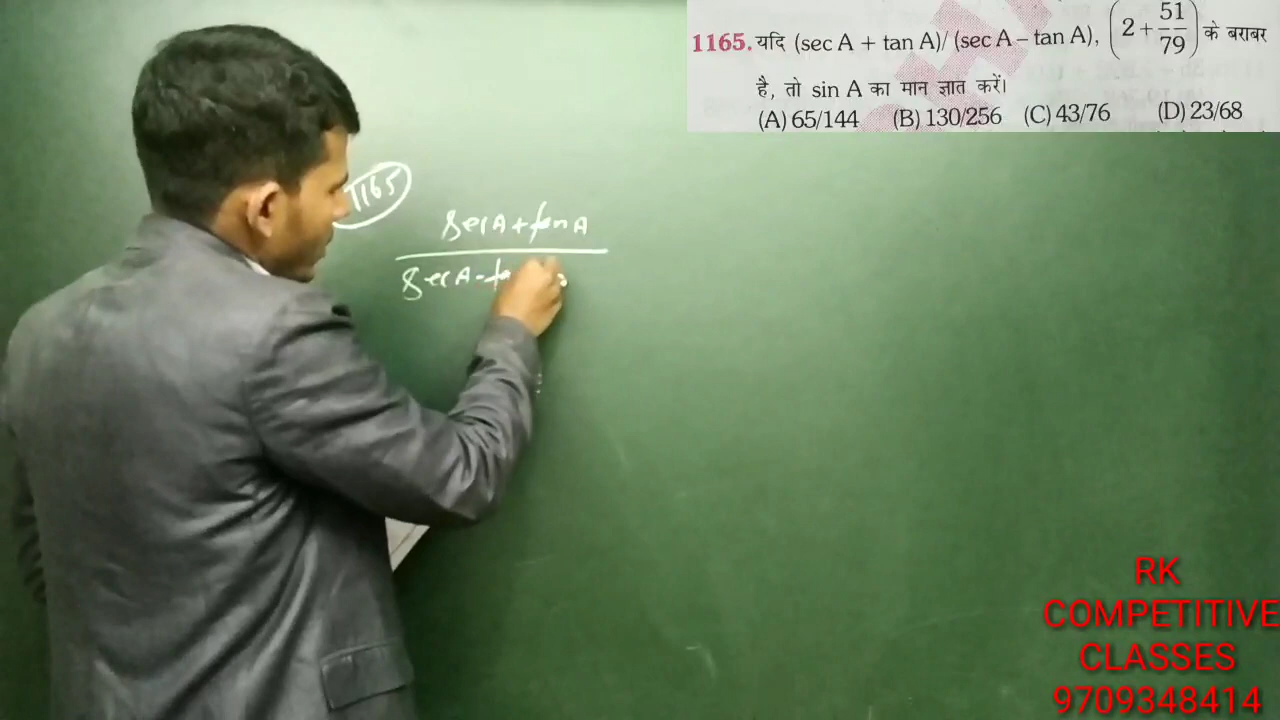 1165. यदि (sec A + tan A)/ (sec A – tan A), (2 + 51/79) के बराबर
है, तो sin A का मान ज्ञात करें।
(A) 65/144 (B) 130/256 (C) 43/76 (D) 23/68
1165
secA + tanA
secA - 
RK
COMPETITIVE
CLASSES
9709348414